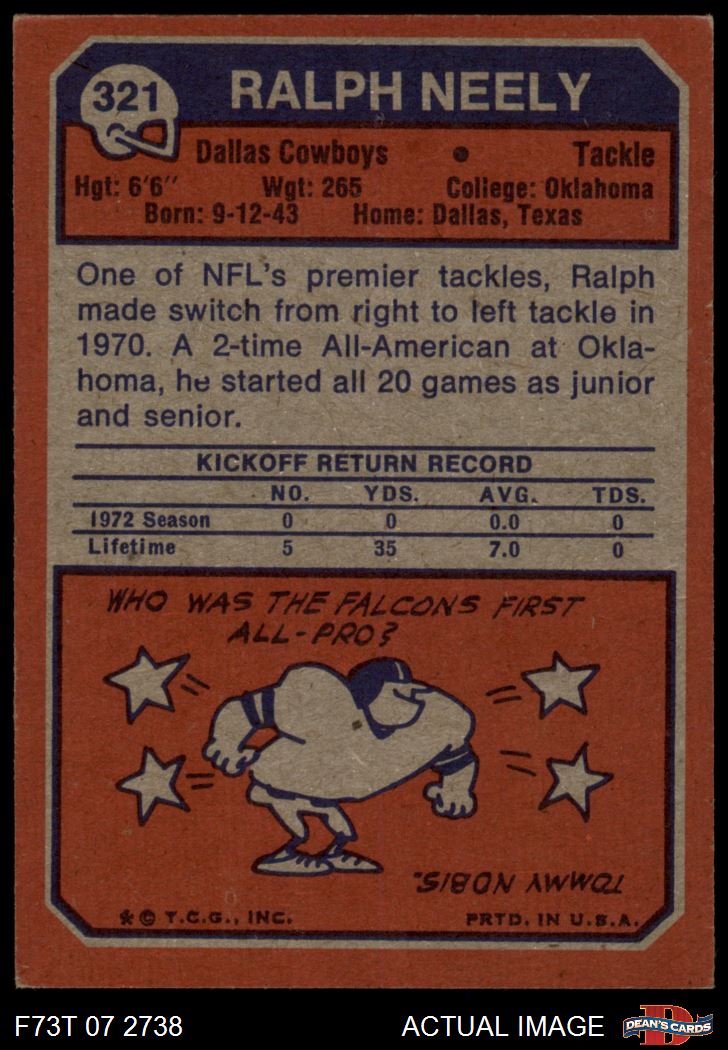 321
RALPH NEELY
Dallas Cowboys • Tackle
Hgt: 6'6" Wgt: 265 College: Oklahoma
Born: 9-12-43 Home: Dallas, Texas
One of NFL's premier tackles, Ralph
made switch from right to left tackle in
1970. A 2-time All-American at Okla-
homa, he started all 20 games as junior
and senior.
KICKOFF RETURN RECORD
NO. YDS. AVG. TDS.
1972 Season 0 0 0.0 0
Lifetime 5 35 7.0 0
WHO WAS THE FALCONS FIRST
ALL-PRO?
TOMMY NOBIS.
* © T.C.G., INC. PRTD. IN U.S.A.
F73T 07 2738 ACTUAL IMAGE
D
DEAN'S CARDS